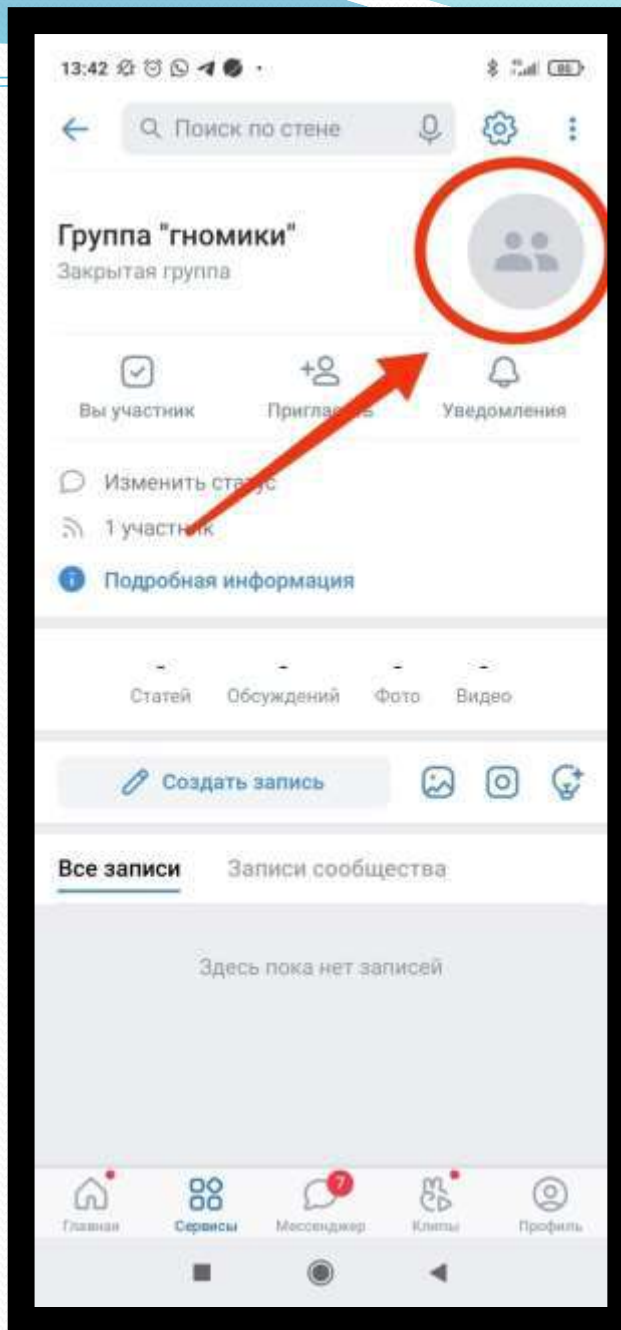 13:42
Поиск по стене
Группа "гномики"
Закрытая группа
Вы участник Пригласить Уведомления
Изменить статус
1 участник
Подробная информация
- - - -
Статей Обсуждений Фото Видео
Создать запись
Все записи Записи сообщества
Здесь пока нет записей
7
Главная Сервисы Мессенджер Клипы Профиль